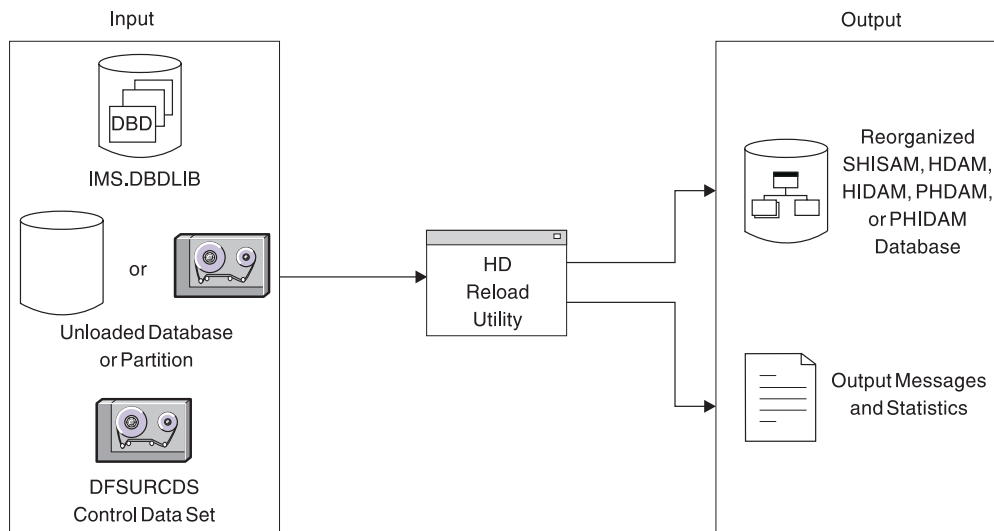 Input
DBD
IMS.DBDLIB
or
Unloaded Database
or Partition
DFSURCDS
Control Data Set
HD
Reload
Utility
Output
Reorganized
SHISAM, HDAM,
HIDAM, PHDAM,
or PHIDAM
Database
Output Messages
and Statistics